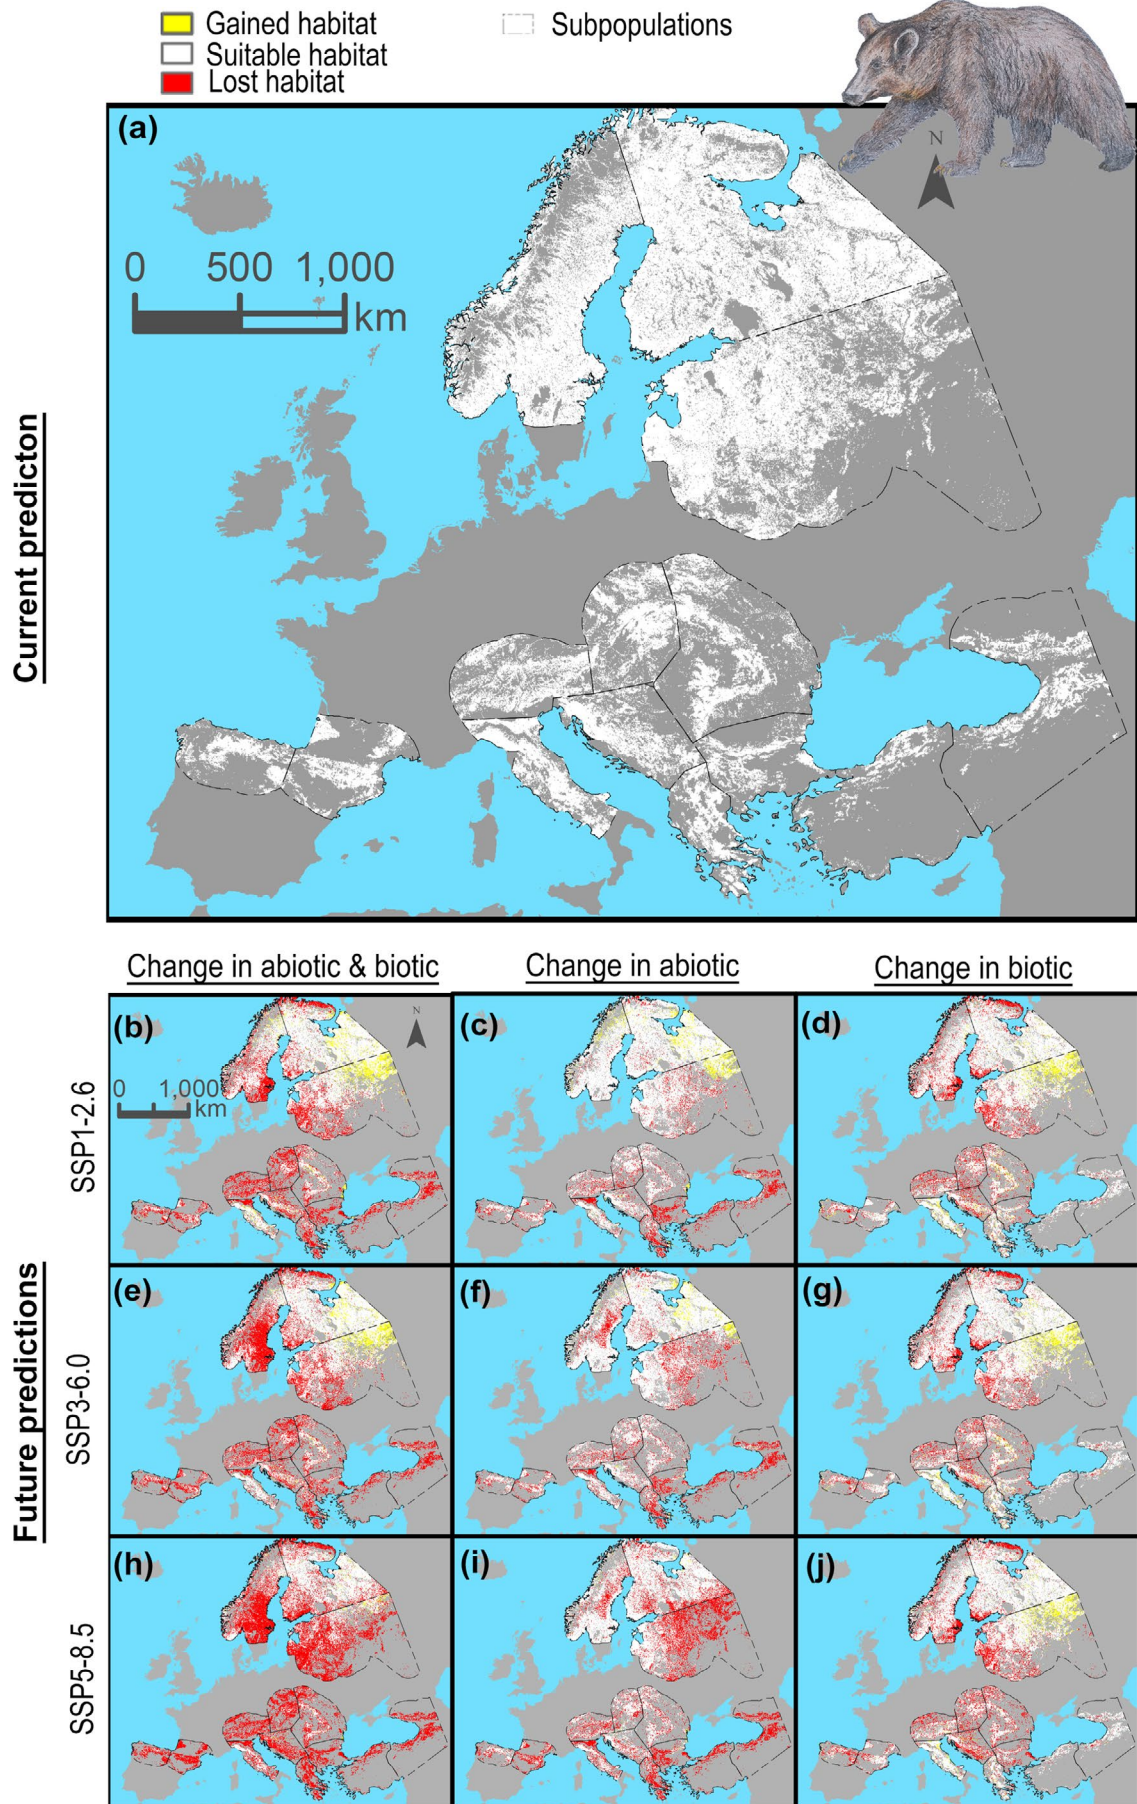 Gained habitat
Suitable habitat
Lost habitat
Subpopulations
(a)
N
0 500 1,000
km
Current predicton
Change in abiotic & biotic
Change in abiotic
Change in biotic
Future predictions
SSP1-2.6
(b)
N
0 1,000
km
(c)
(d)
SSP3-6.0
(e)
(f)
(g)
SSP5-8.5
(h)
(i)
(j)